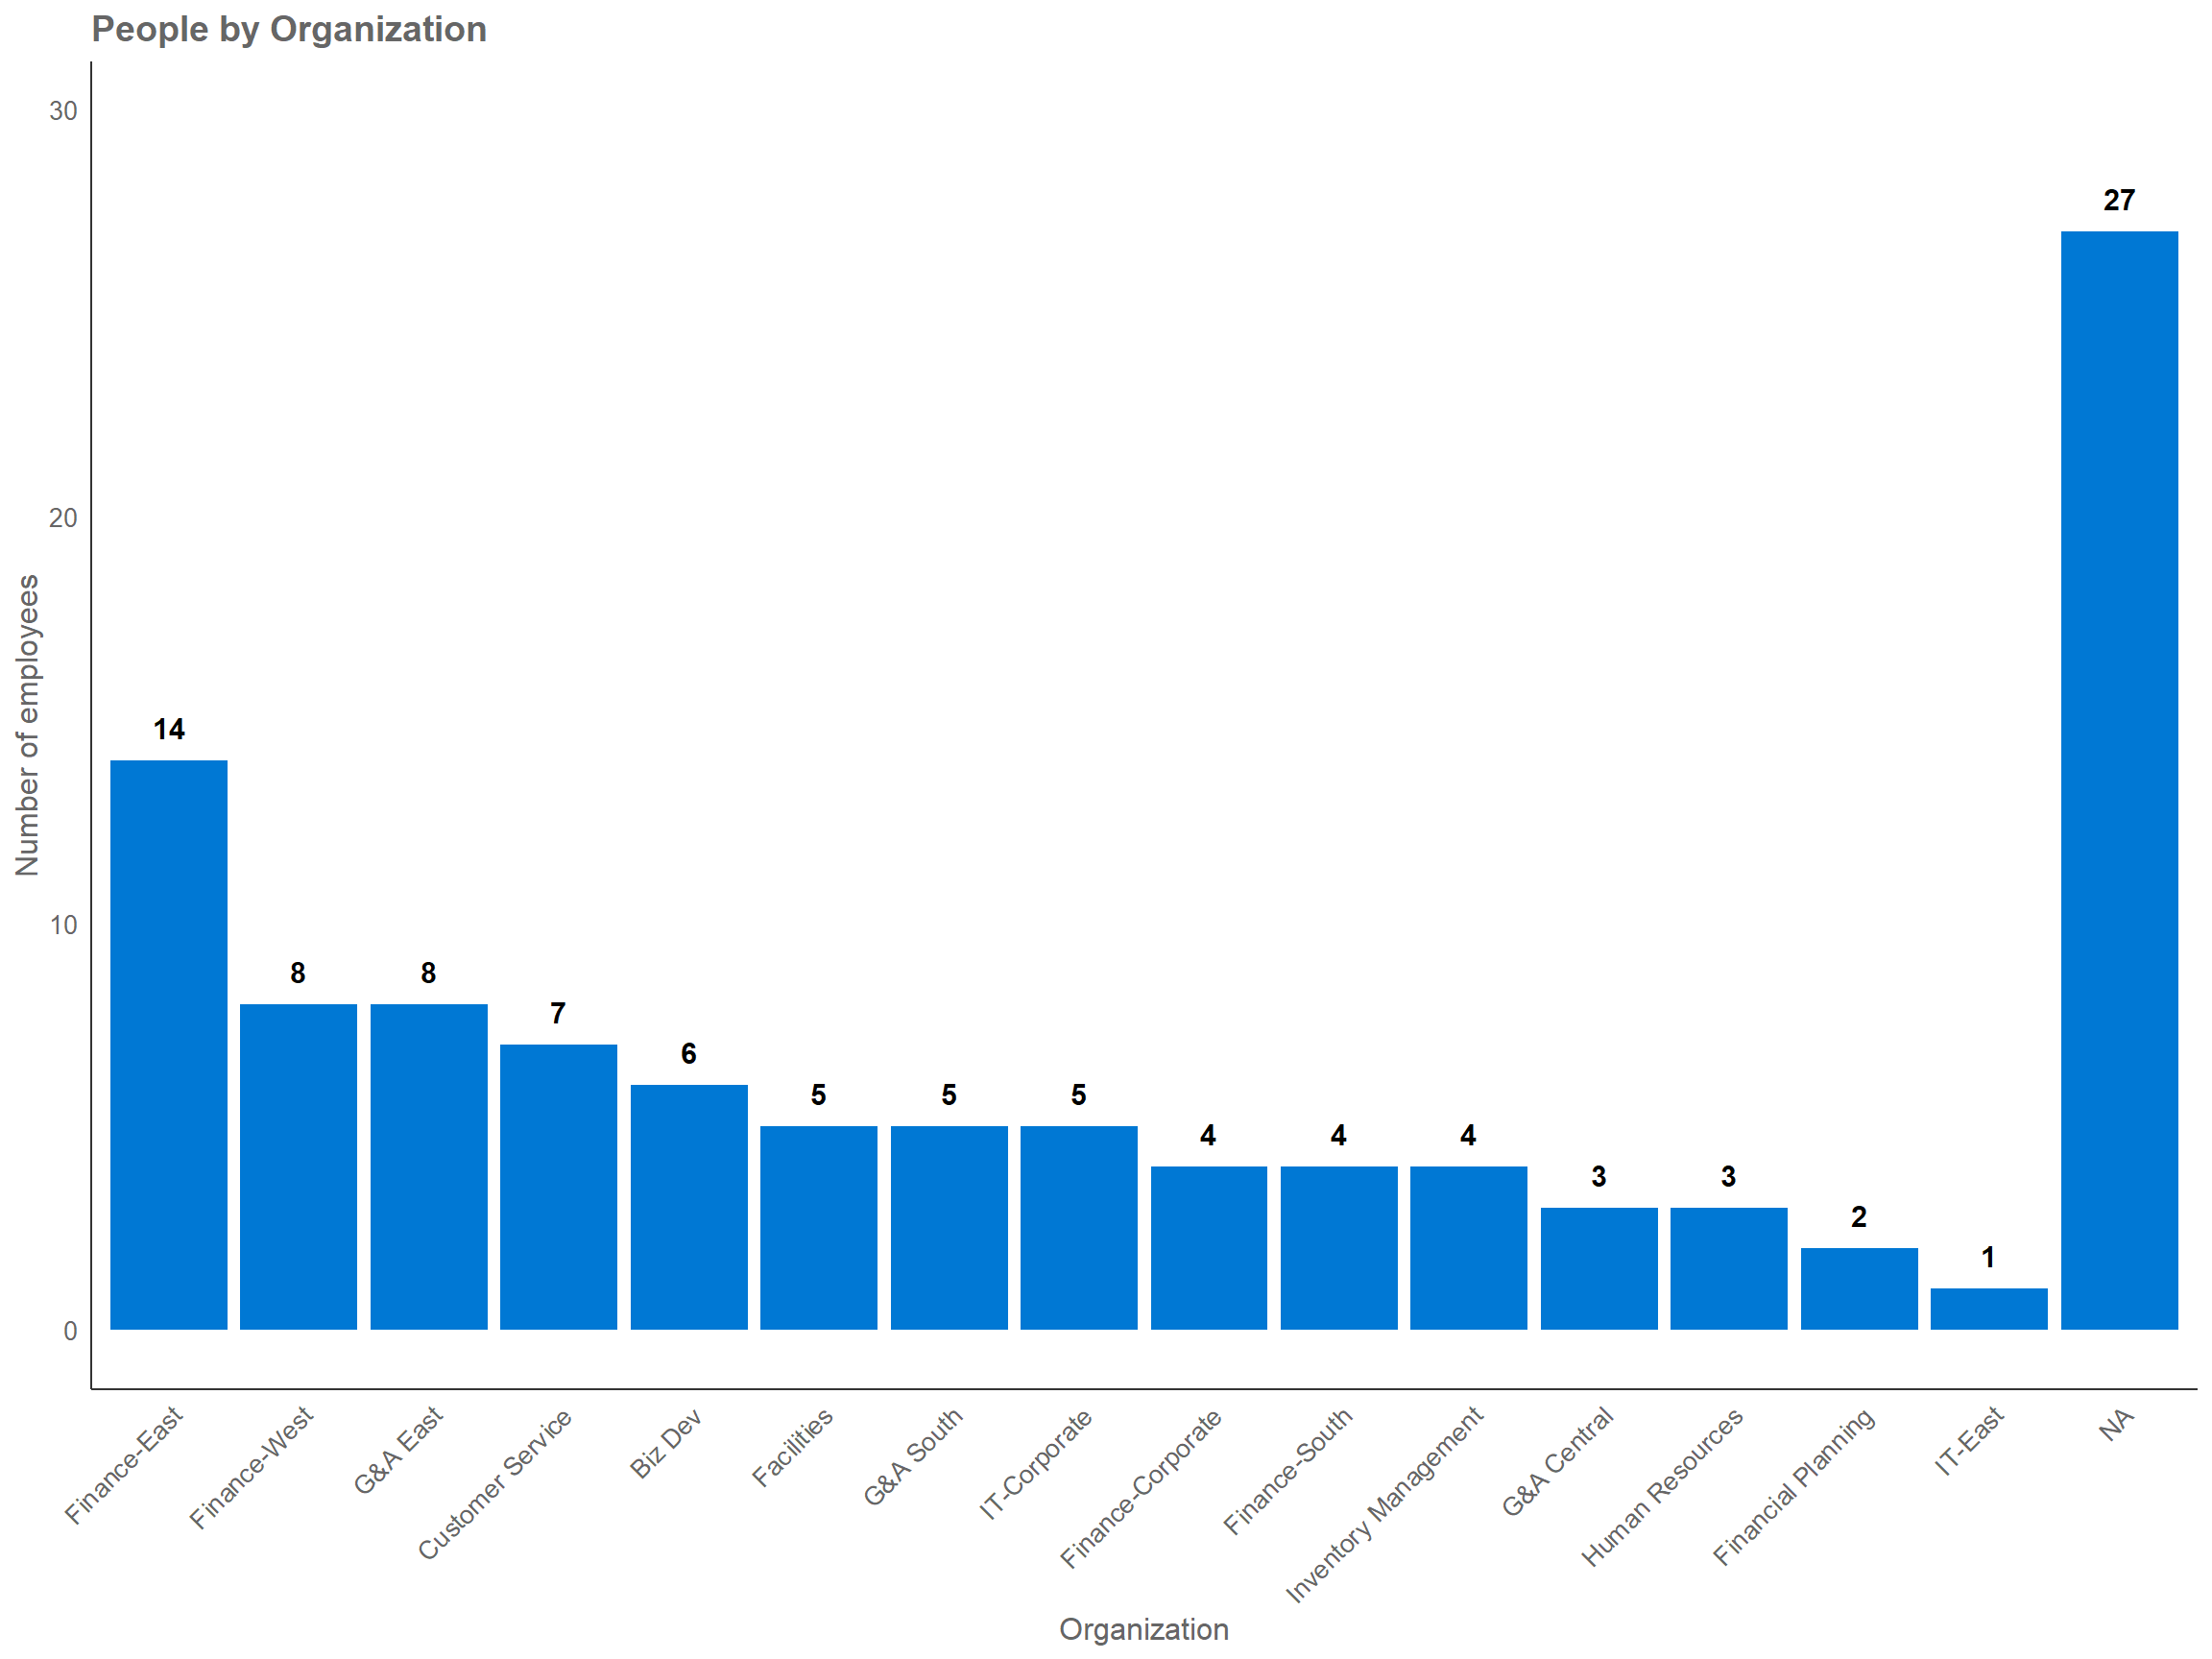 People by Organization
30
20
10
0
Number of employees
14
8
8
7
6
5
5
5
4
4
4
3
3
2
1
27
Finance-East
Finance-West
G&A East
Customer Service
Biz Dev
Facilities
G&A South
IT-Corporate
Finance-Corporate
Finance-South
Inventory Management
G&A Central
Human Resources
Financial Planning
IT-East
NA
Organization